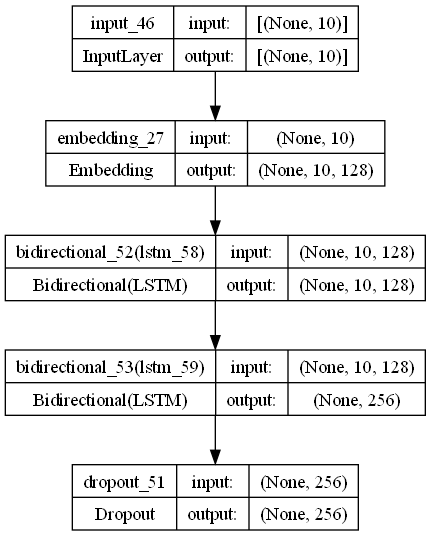 input_46 input: [(None, 10)]
InputLayer output: [(None, 10)]
embedding_27 input: (None, 10)
Embedding output: (None, 10, 128)
bidirectional_52(lstm_58) input: (None, 10, 128)
Bidirectional(LSTM) output: (None, 10, 128)
bidirectional_53(lstm_59) input: (None, 10, 128)
Bidirectional(LSTM) output: (None, 256)
dropout_51 input: (None, 256)
Dropout output: (None, 256)